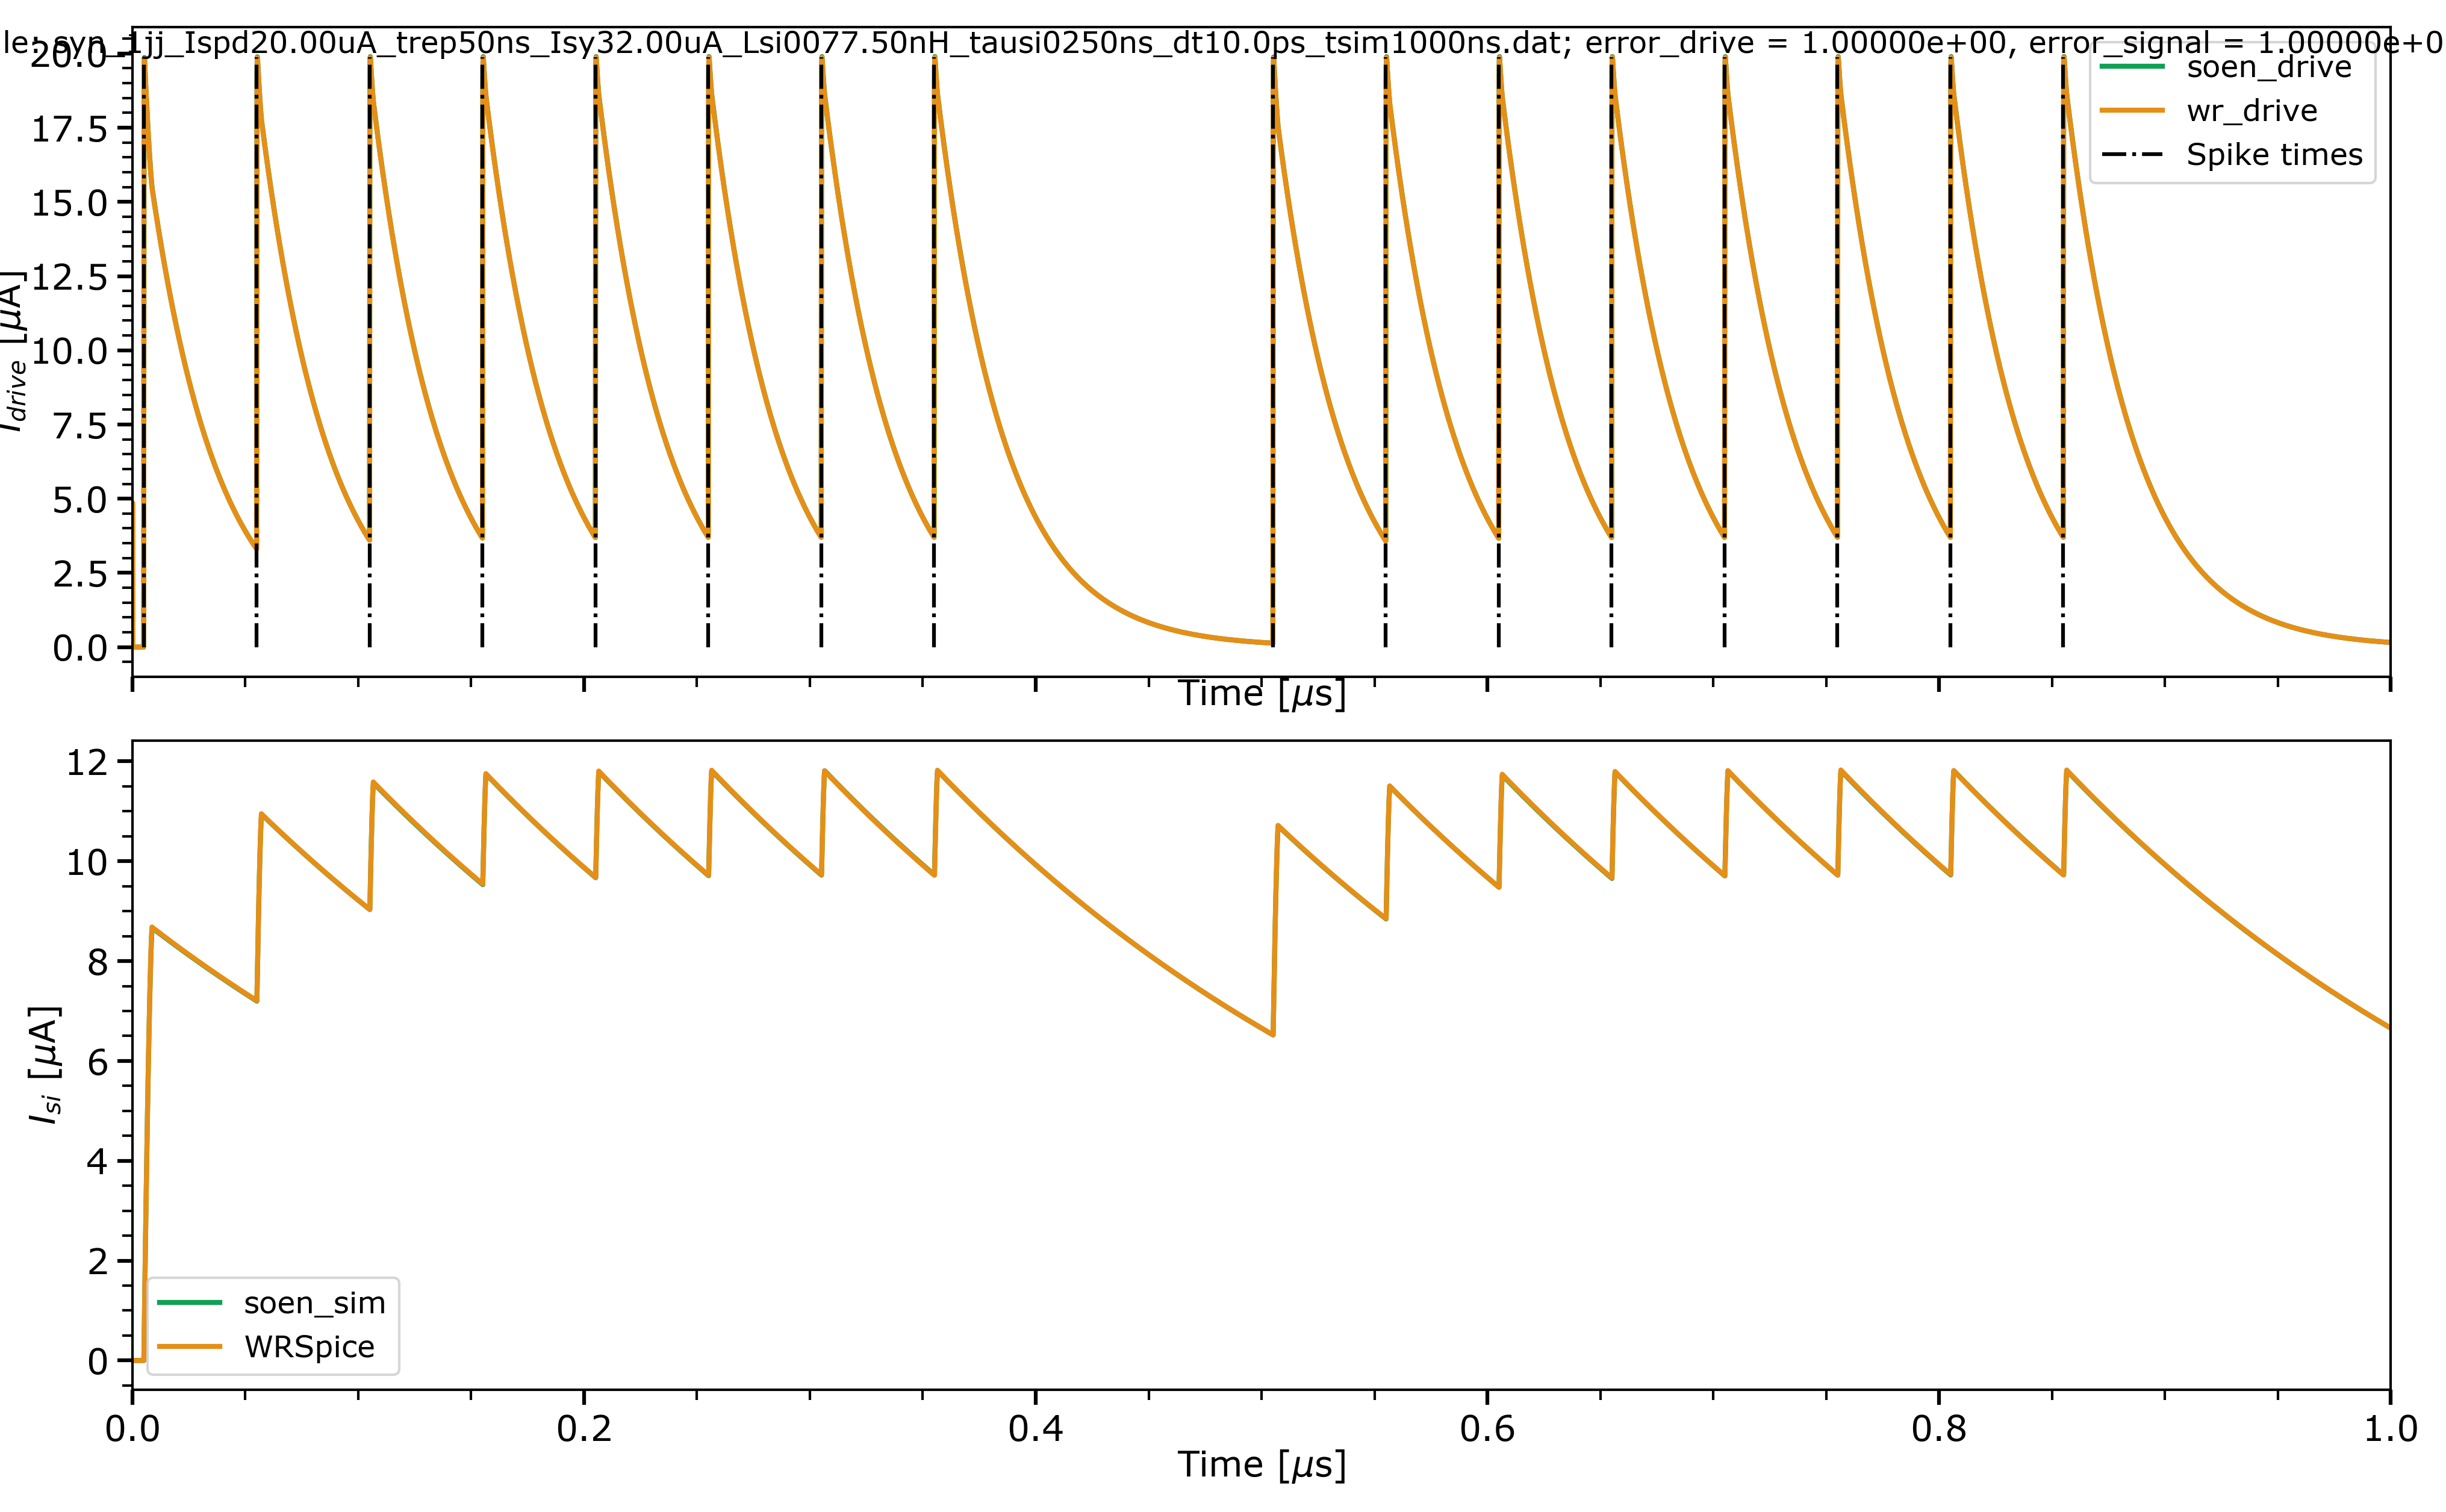 le: syn_1jj_Ispd20.00uA_trep50ns_Isy32.00uA_Lsi0077.50nH_tausi0250ns_dt10.0ps_tsim1000ns.dat; error_drive = 1.00000e+00, error_signal = 1.00000e+0
20.0
17.5
15.0
12.5
10.0
7.5
5.0
2.5
0.0
I_drive [μA]
soen_drive
wr_drive
Spike times
Time [μs]
12
10
8
6
4
2
0
I_si [μA]
soen_sim
WRSpice
0.0 0.2 0.4 0.6 0.8 1.0
Time [μs]